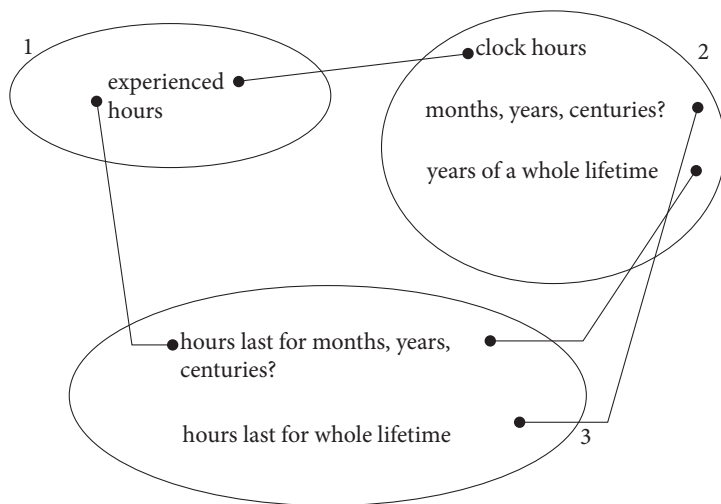 1
experienced
hours
clock hours
2
months, years, centuries?
years of a whole lifetime
hours last for months, years,
centuries?
hours last for whole lifetime
3